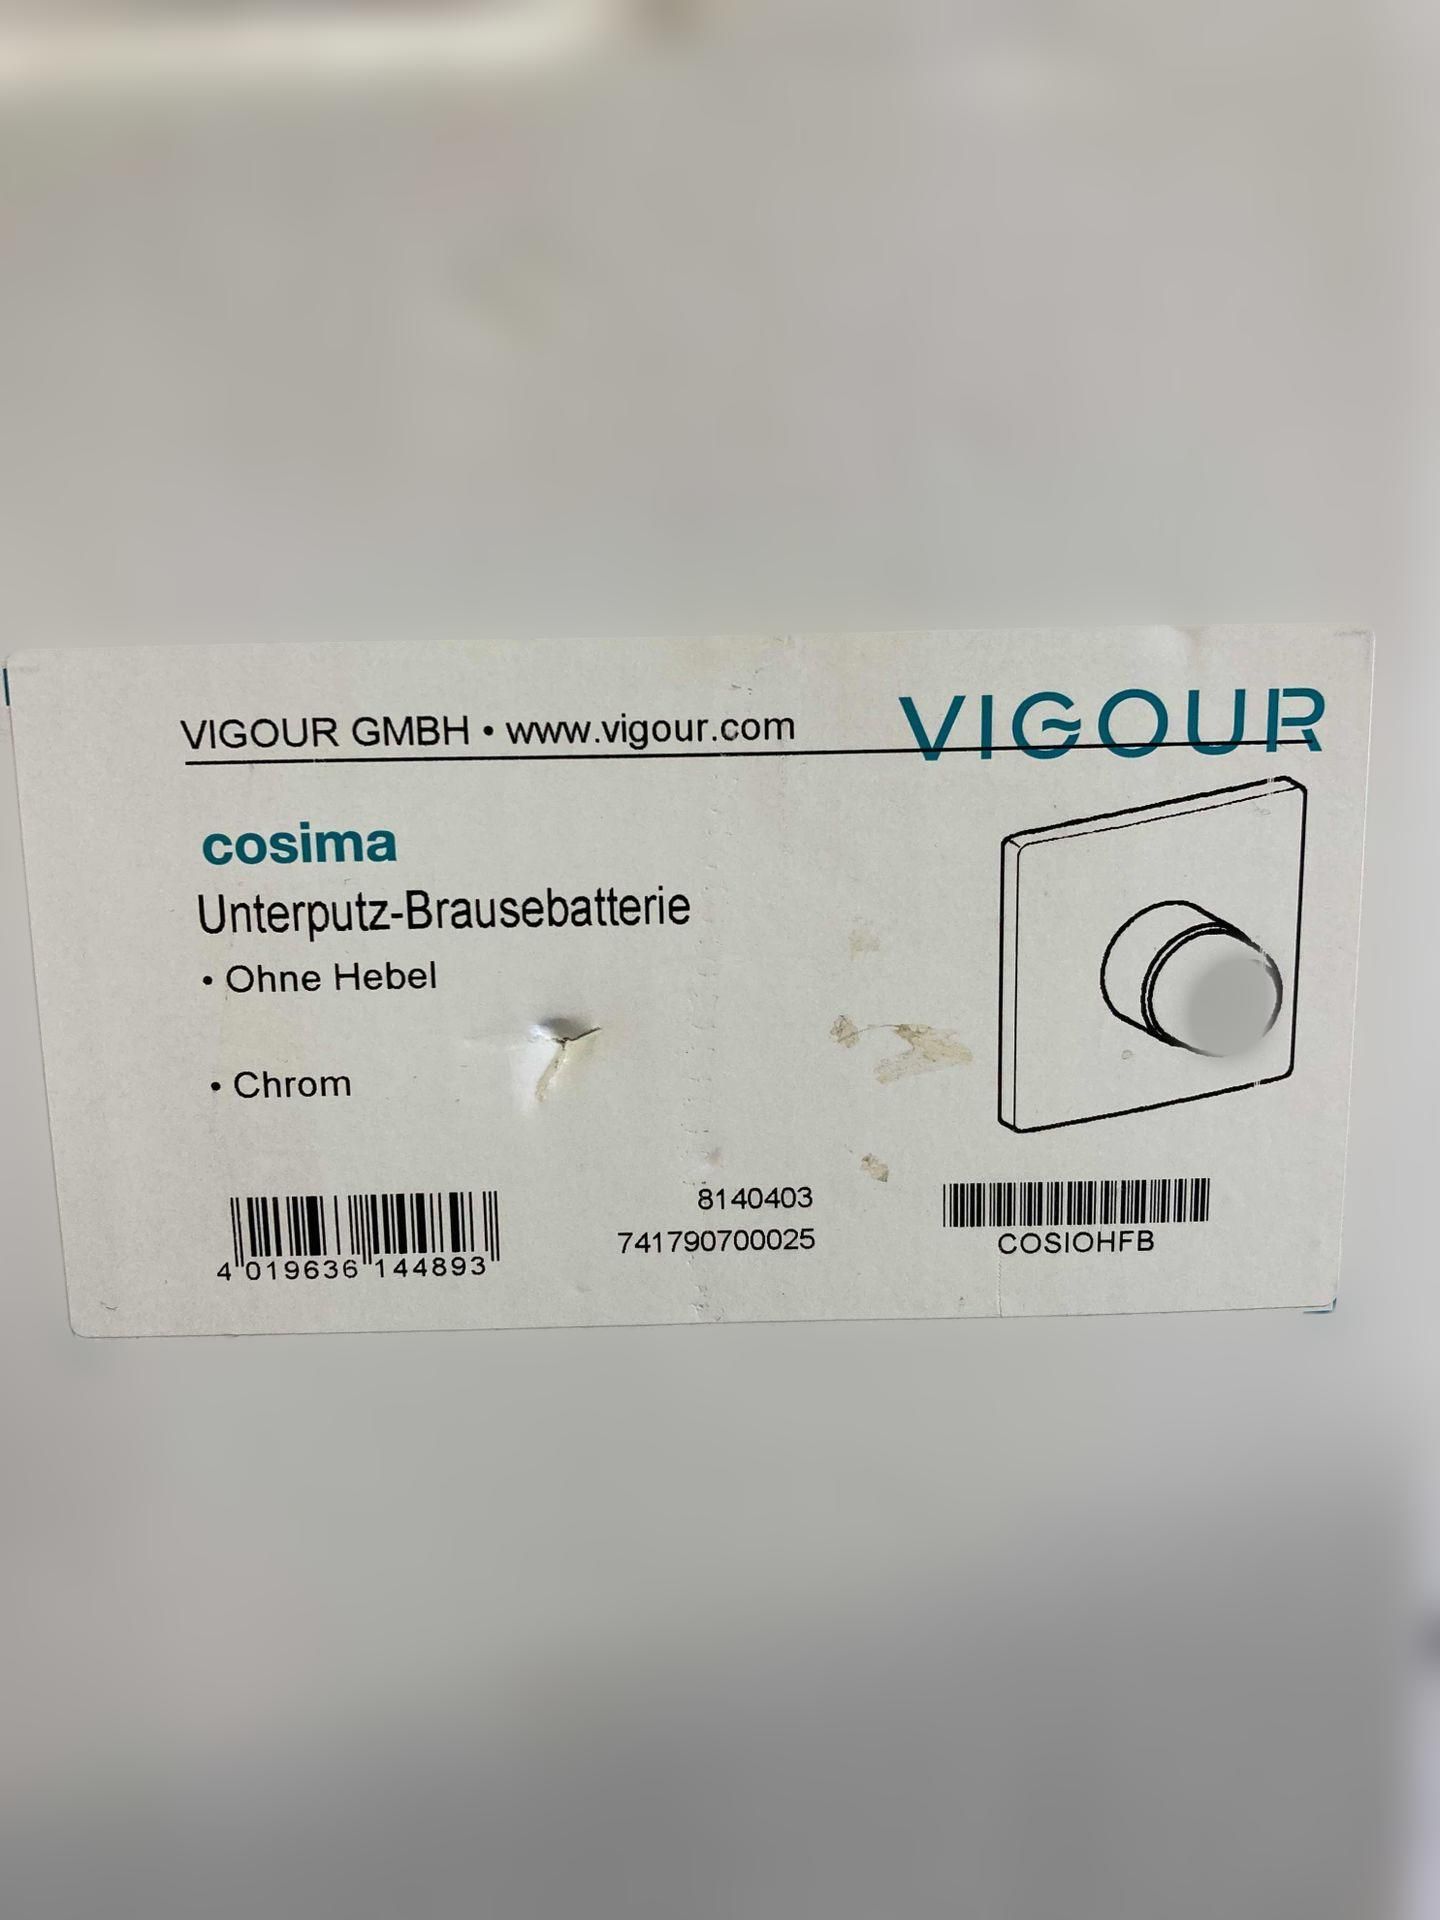 VIGOUR GMBH • www.vigour.com
VIGOUR
cosima
Unterputz-Brausebatterie
• Ohne Hebel
• Chrom
8140403
741790700025
4 019636 144893
COSIOHFB